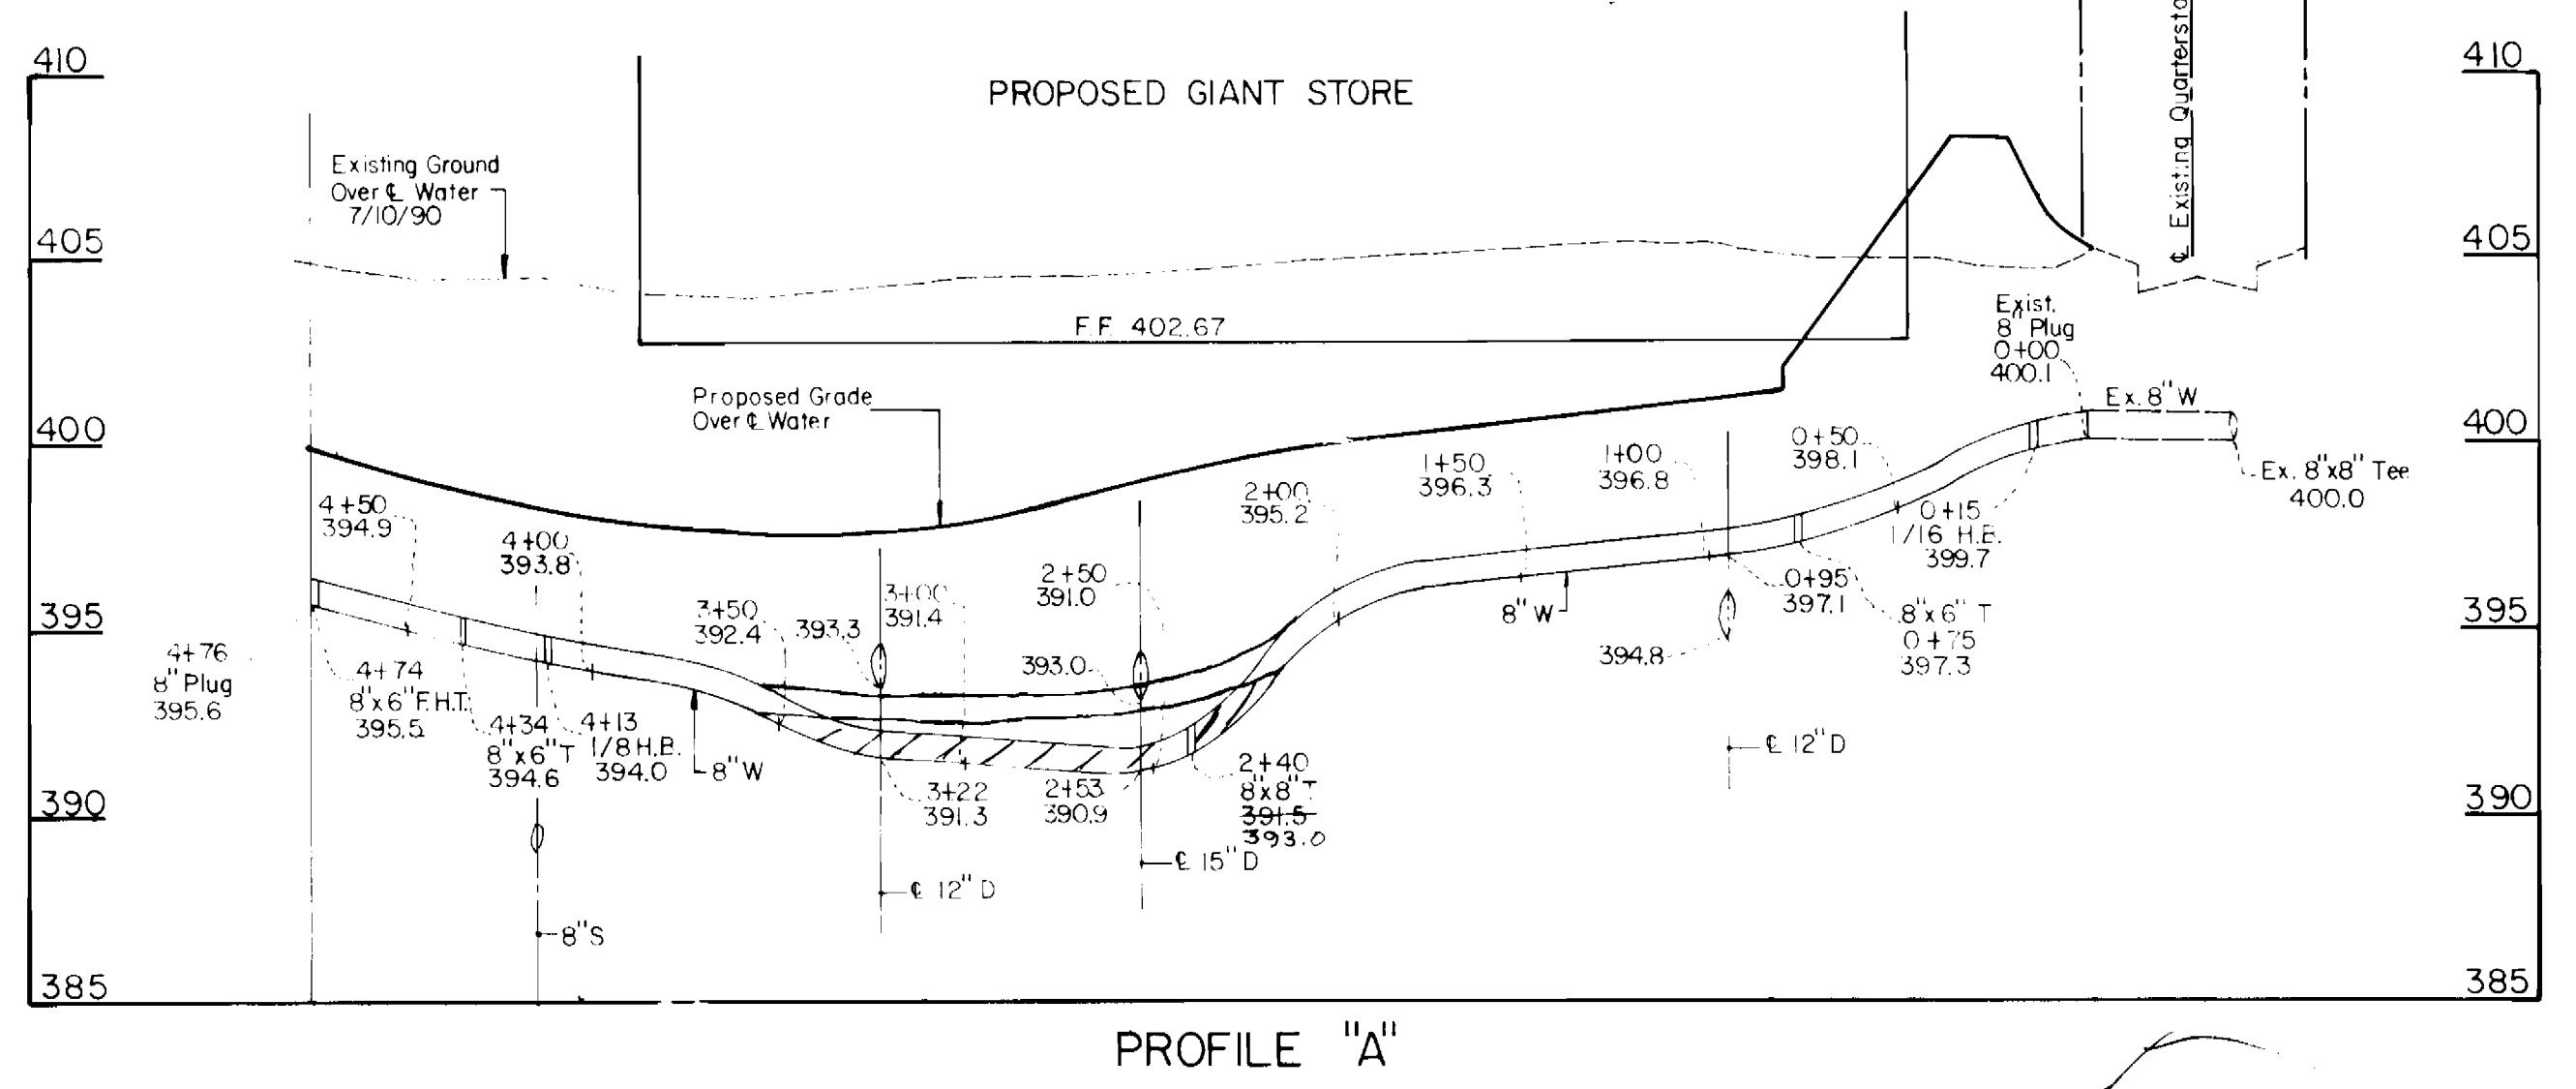 410
410
PROPOSED GIANT STORE
℄ Existing
Existing Ground
Over ℄ Water
7/10/90
405
405
F.F. 402.67
Exist.
8" Plug
0+00
400.1
Proposed Grade
Over ℄ Water
Ex. 8" W
400
400
Ex. 8"x8" Tee
400.0
0+50
398.1
1+00
396.8
1+50
396.3
2+00
395.2
4+50
394.9
4+00
393.8
0+15
1/16 H.B.
399.7
2+50
391.0
3+00
391.4
3+50
392.4
393.3
0+95
397.1
8"W
8"x6" T
0+75
397.3
395
395
394.8
393.0
4+76
8" Plug
395.6
4+74
8"x6" F.H.T.
395.5
4+34
8"x6" T
394.6
4+13
1/8 H.B.
394.0
8"W
3+22
391.3
2+53
390.9
2+40
8"x8" T
391.5
393.0
℄ 12" D
390
390
℄ 15" D
℄ 12" D
8"S
385
385
PROFILE "A"